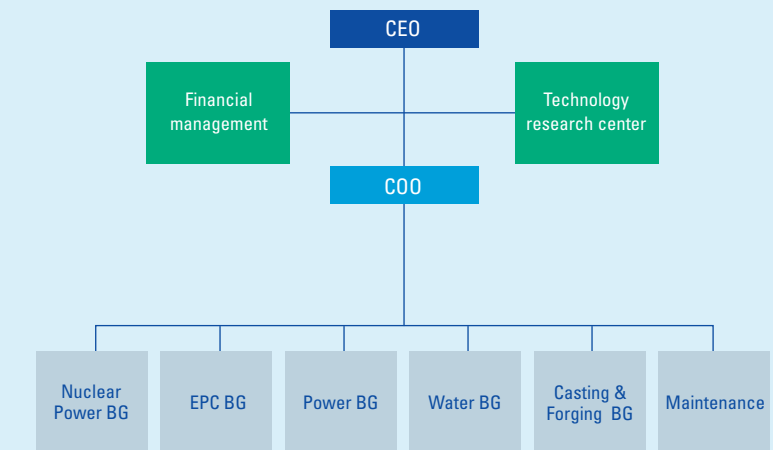 CEO
Financial
management
Technology
research center
COO
Nuclear
Power BG
EPC BG
Power BG
Water BG
Casting &
Forging BG
Maintenance